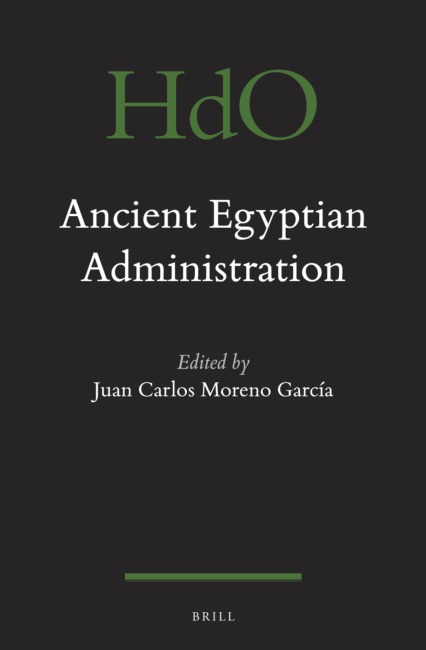 HdO
Ancient Egyptian
Administration
Edited by
Juan Carlos Moreno García
BRILL